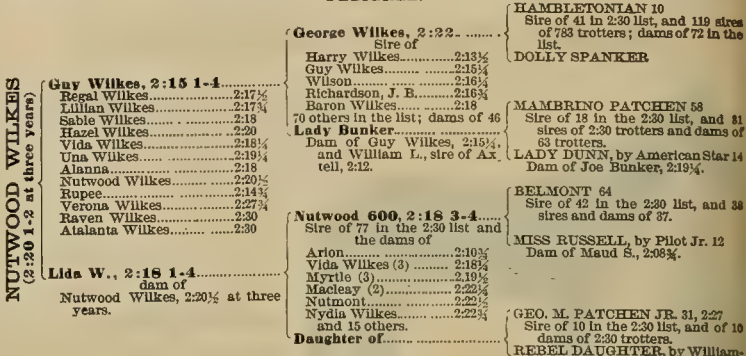 NUTWOOD WILKES
(2:20 1-2 at three years)
Guy Wilkes, 2:15 1-4
Regal Wilkes 2:17½
Lillian Wilkes 2:17¾
Sable Wilkes 2:18
Hazel Wilkes 2:20
Vida Wilkes 2:18¼
Una Wilkes 2:19¼
Alanna 2:18
Nutwood Wilkes 2:20½
Rupee 2:14¾
Verona Wilkes 2:27¾
Raven Wilkes 2:30
Atalanta Wilkes 2:30
Lida W., 2:18 1-4
dam of
Nutwood Wilkes, 2:20½ at three
years.
George Wilkes, 2:22
Sire of
Harry Wilkes 2:13½
Guy Wilkes 2:15¼
Wilson 2:16¼
Richardson, J. B. 2:16¾
Baron Wilkes 2:18
70 others in the list; dams of 46
Lady Bunker
Dam of Guy Wilkes, 2:15¼,
and William L., sire of Ax
tell, 2:12.
Nutwood 600, 2:18 3-4
Sire of 77 in the 2:30 list and
the dams of
Arion 2:10¾
Vida Wilkes (3) 2:18¼
Myrtle (3) 2.19½
Macleay (2) 2:22¼
Nutmont 2:22½
Nydia Wilkes 2:22¾
and 15 others.
Daughter of
HAMBLETONIAN 10
Sire of 41 in 2:30 list, and 119 sires
of 783 trotters; dams of 72 in the
list.
DOLLY SPANKER
MAMBRINO PATCHEN 58
Sire of 18 in the 2:30 list, and 81
sires of 2:30 trotters and dams of
63 trotters.
LADY DUNN, by American Star 14
Dam of Joe Bunker, 2:19¼.
BELMONT 64
Sire of 42 in the 2:30 list, and 38
sires and dams of 37.
MISS RUSSELL, by Pilot Jr. 12
Dam of Maud S., 2:08¾.
GEO. M. PATCHEN JR. 31, 2:27
Sire of 10 in the 2:30 list, and of 10
dams of 2:30 trotters.
REBEL DAUGHTER, by William-